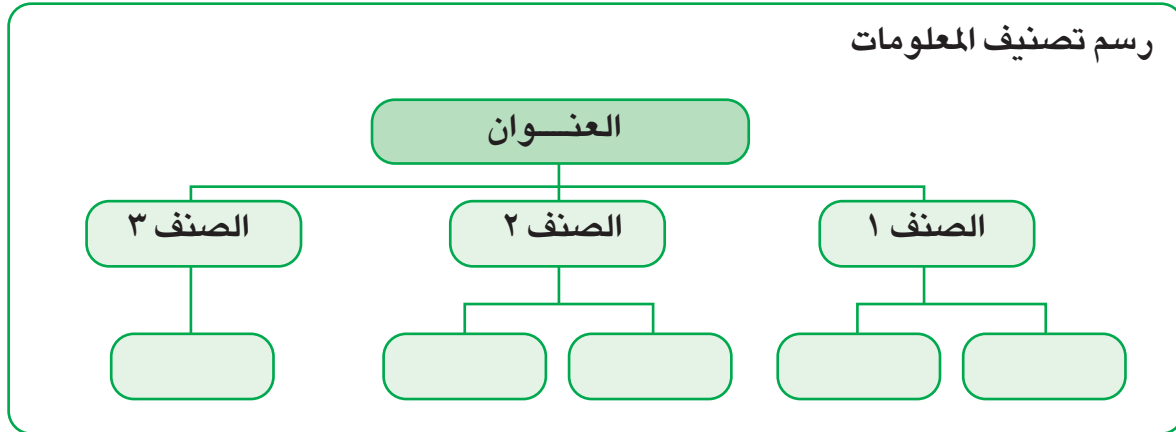 رسم تصنيف المعلومات
العنـــوان
الصنف ١
الصنف ٢
الصنف ٣